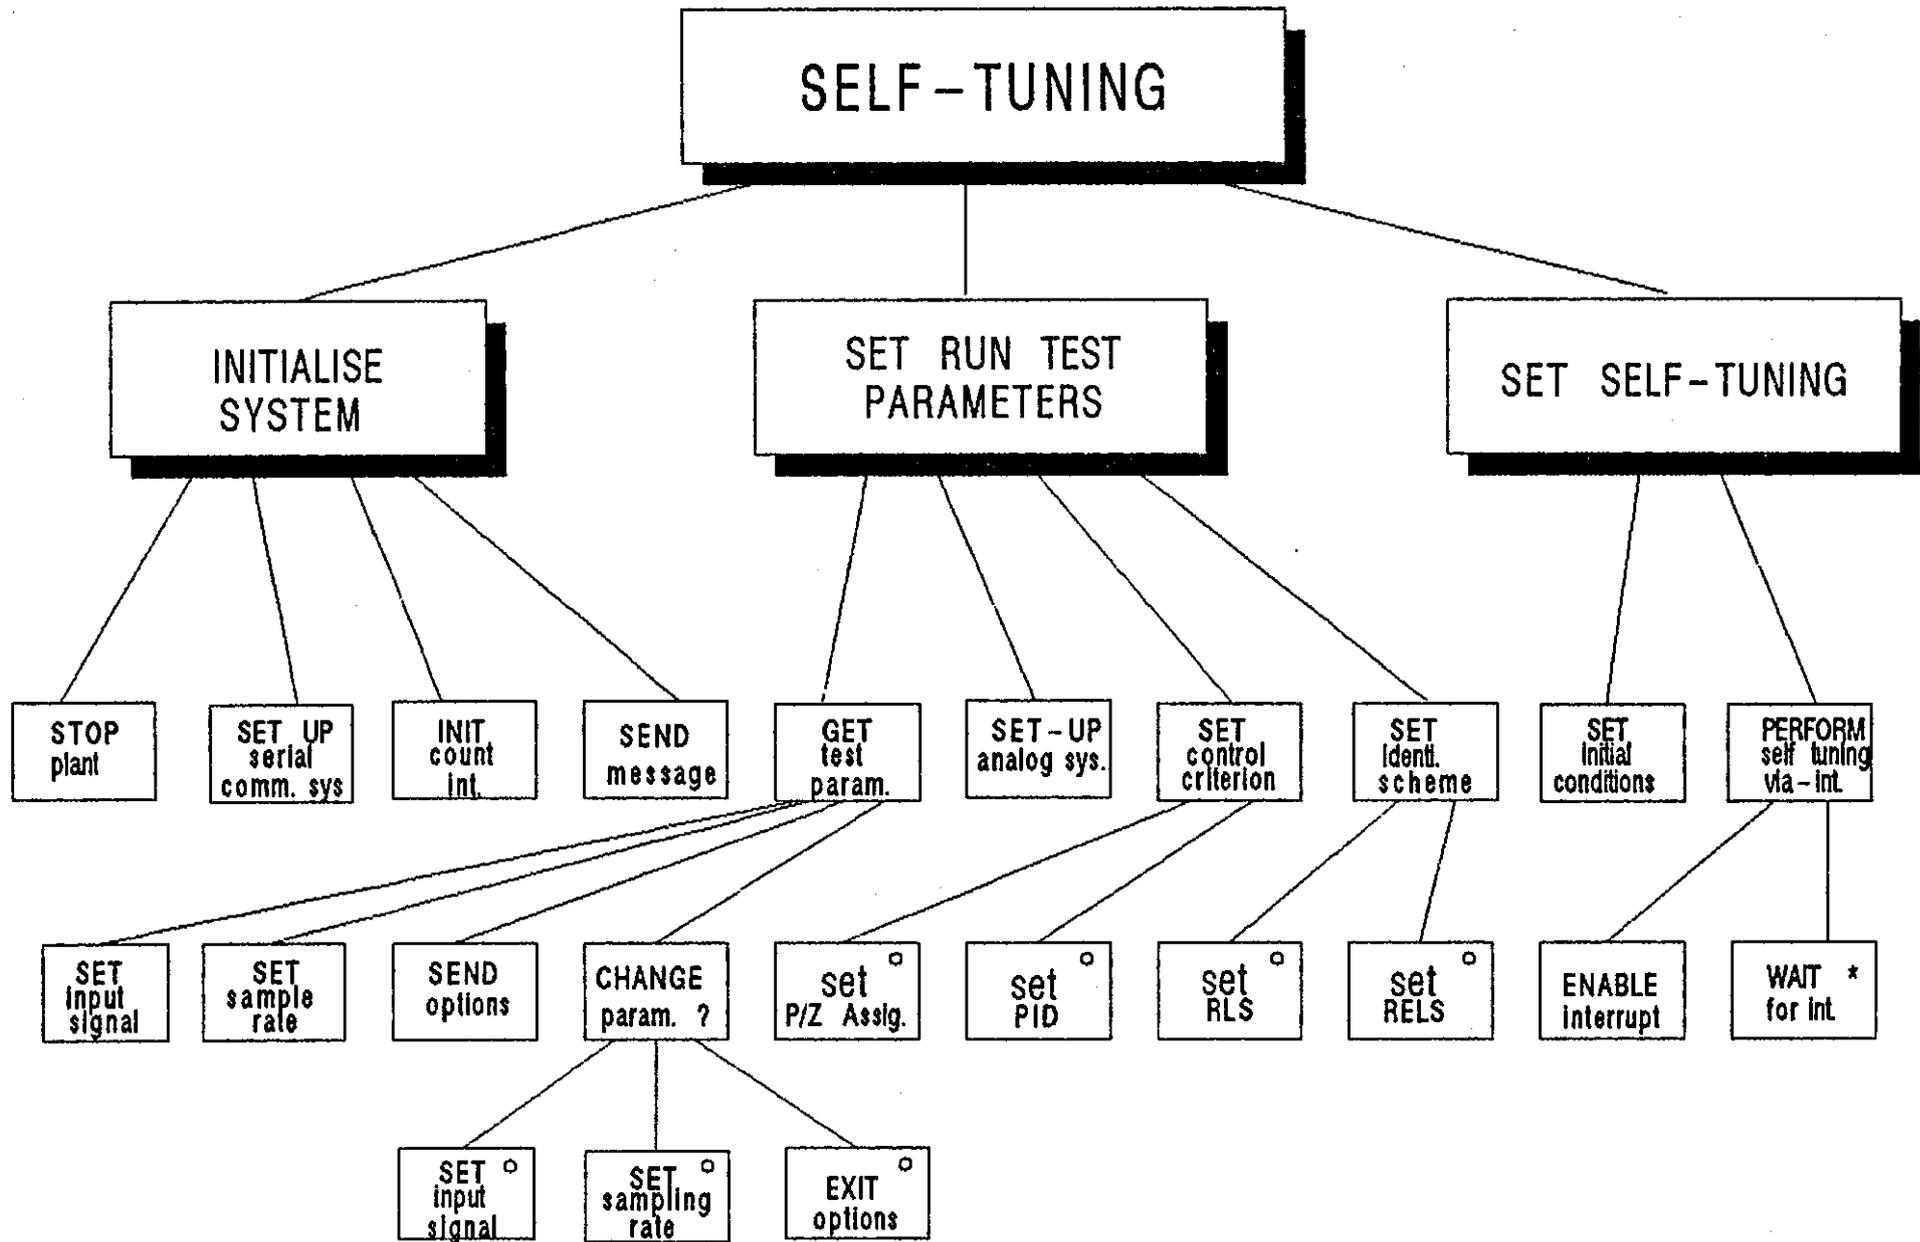 SELF-TUNING
INITIALISE
SYSTEM
SET RUN TEST
PARAMETERS
SET SELF-TUNING
STOP
plant
SET UP
serial
comm. sys
INIT
count
int.
SEND
message
GET
test
param.
SET-UP
analog sys.
SET
control
criterion
SET
identi.
scheme
SET
initial
conditions
PERFORM
self tuning
via-int.
SET
input
signal
SET
sample
rate
SEND
options
CHANGE
param. ?
set
P/Z Assig.
set
PID
set
RLS
set
RELS
ENABLE
interrupt
WAIT *
for int.
SET
input
signal
SET
sampling
rate
EXIT
options